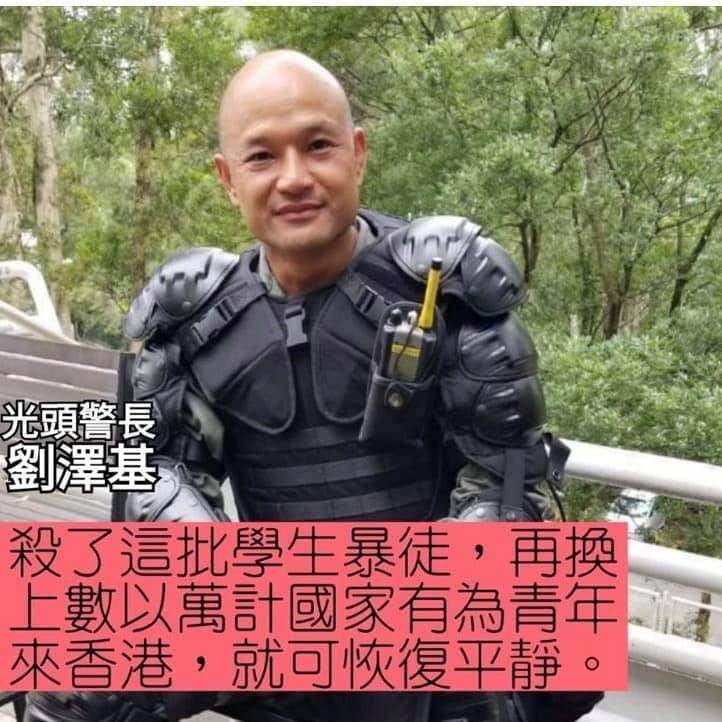 光頭警長
劉澤基
殺了這批學生暴徒，再換
上數以萬計國家有為青年
來香港，就可恢復平靜。